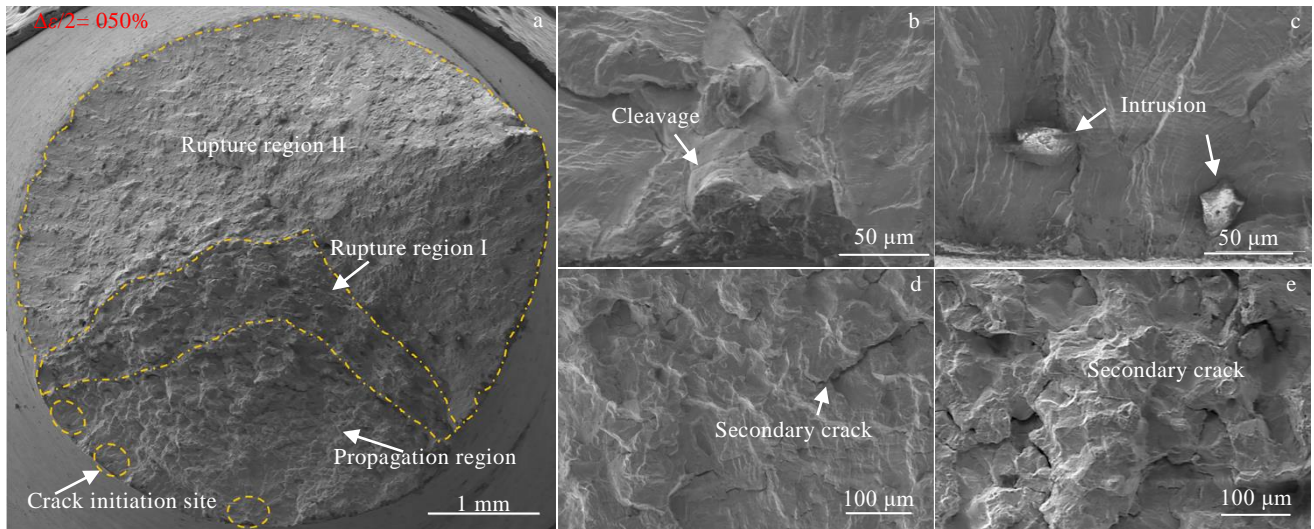 Δε/2= 050%
a
Rupture region II
Rupture region I
Propagation region
Crack initiation site
1 mm
b
Cleavage
50 μm
c
Intrusion
50 μm
d
Secondary crack
100 μm
e
Secondary crack
100 μm